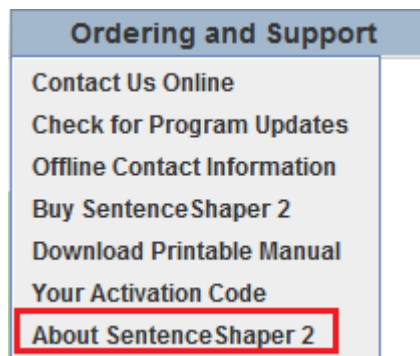 Ordering and Support
Contact Us Online
Check for Program Updates
Offline Contact Information
Buy SentenceShaper 2
Download Printable Manual
Your Activation Code
About SentenceShaper 2